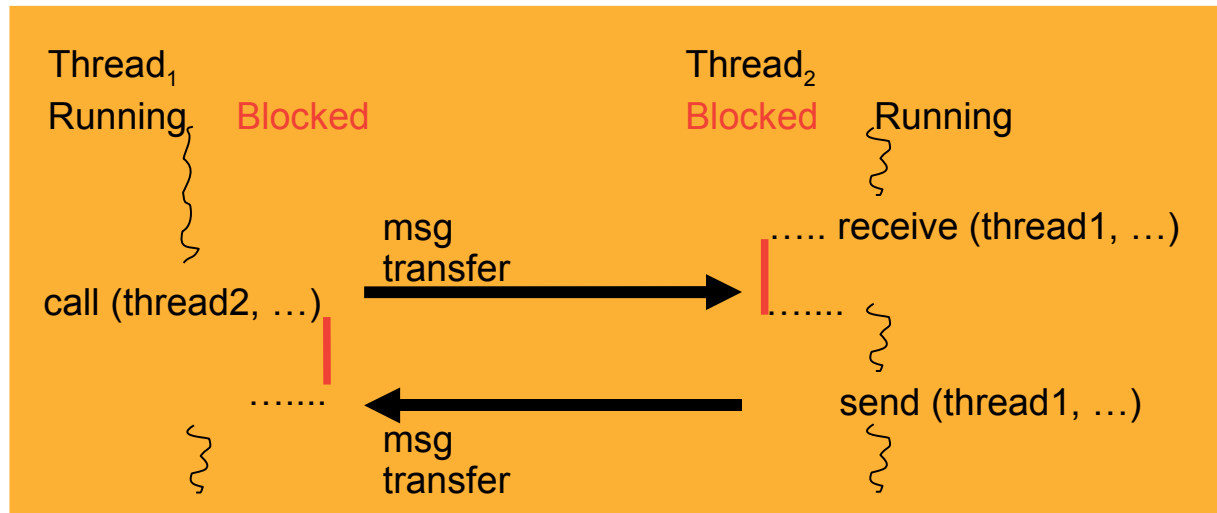 Thread₁
Thread₂
Running Blocked
Blocked Running
….. receive (thread1, …)
msg
transfer
call (thread2, …)
…....
…....
send (thread1, …)
msg
transfer